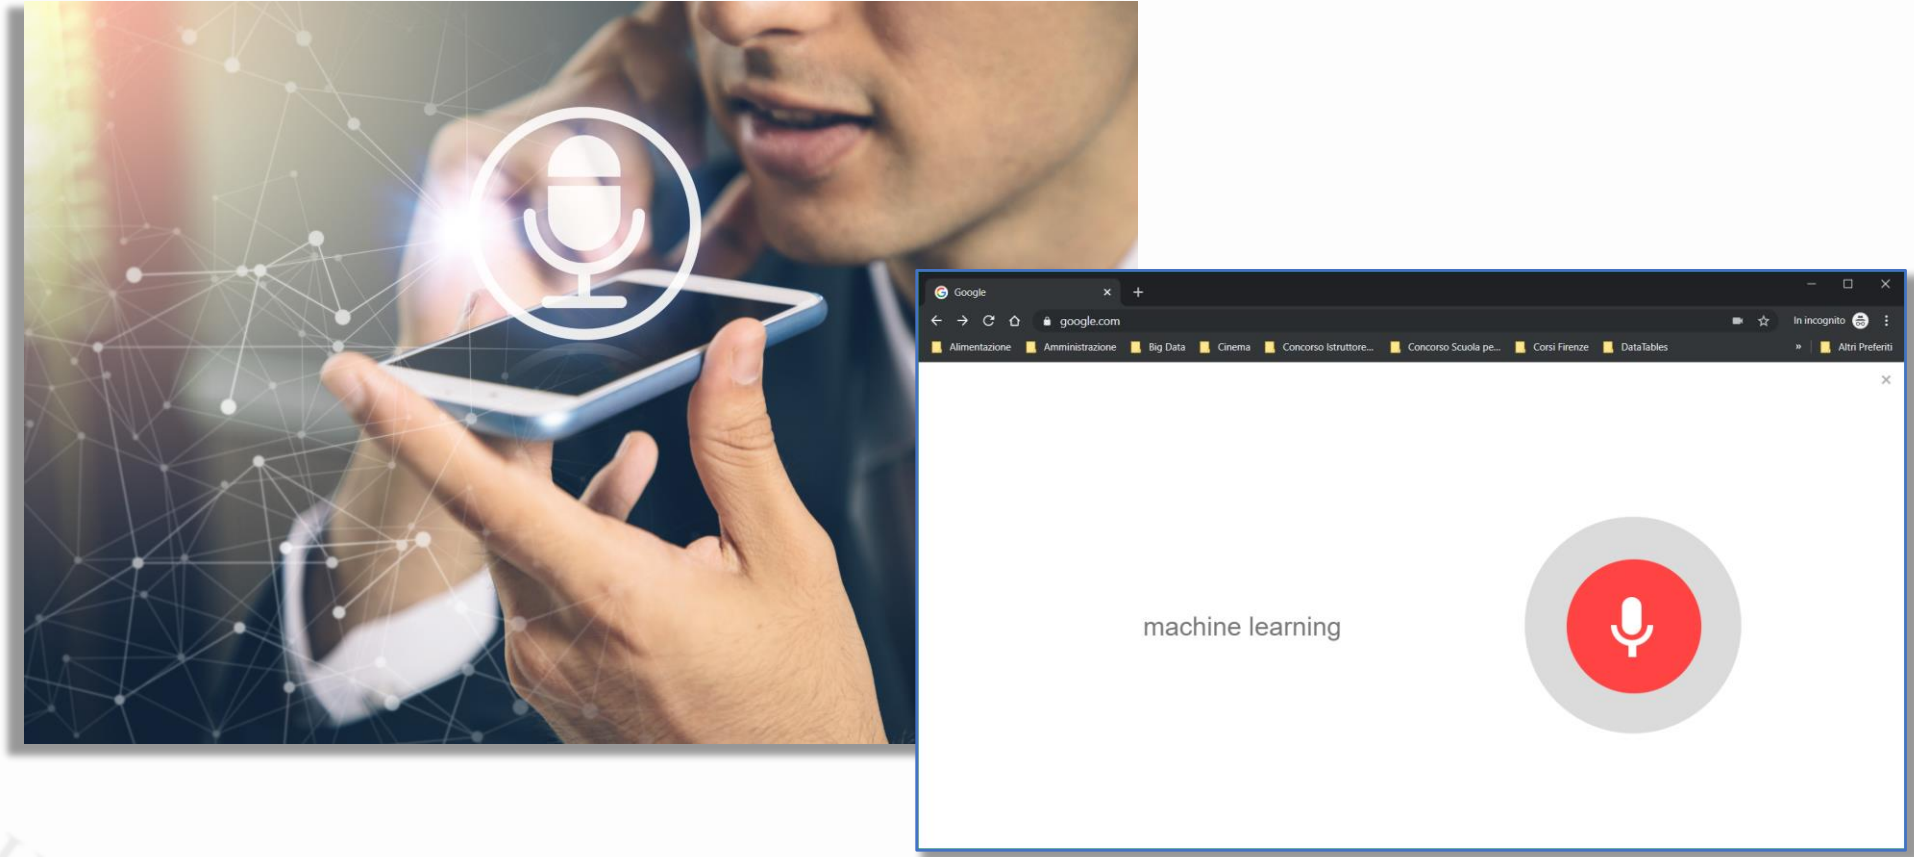 Google
google.com
In incognito
Alimentazione
Amministrazione
Big Data
Cinema
Concorso Istruttore...
Concorso Scuola pe...
Corsi Firenze
DataTables
»
Altri Preferiti
machine learning